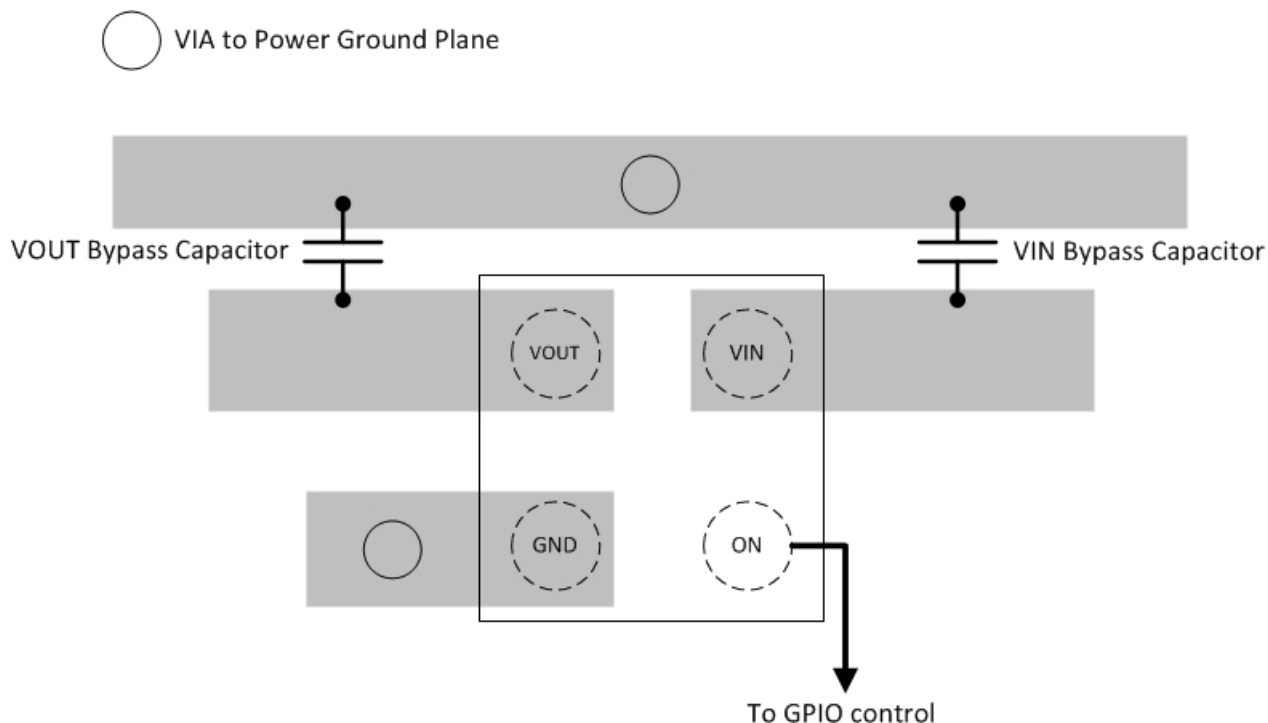 VIA to Power Ground Plane
VOUT Bypass Capacitor
VIN Bypass Capacitor
VOUT
VIN
GND
ON
To GPIO control